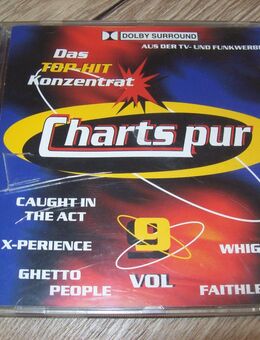 DOLBY SURROUND
AUS DER TV- UND FUNKWERB
Das
TOP-HIT
Konzentrat
Charts pur
CAUGHT IN
THE ACT
X-PERIENCE
GHETTO
PEOPLE
9
VOL
WHIG
FAITHLE